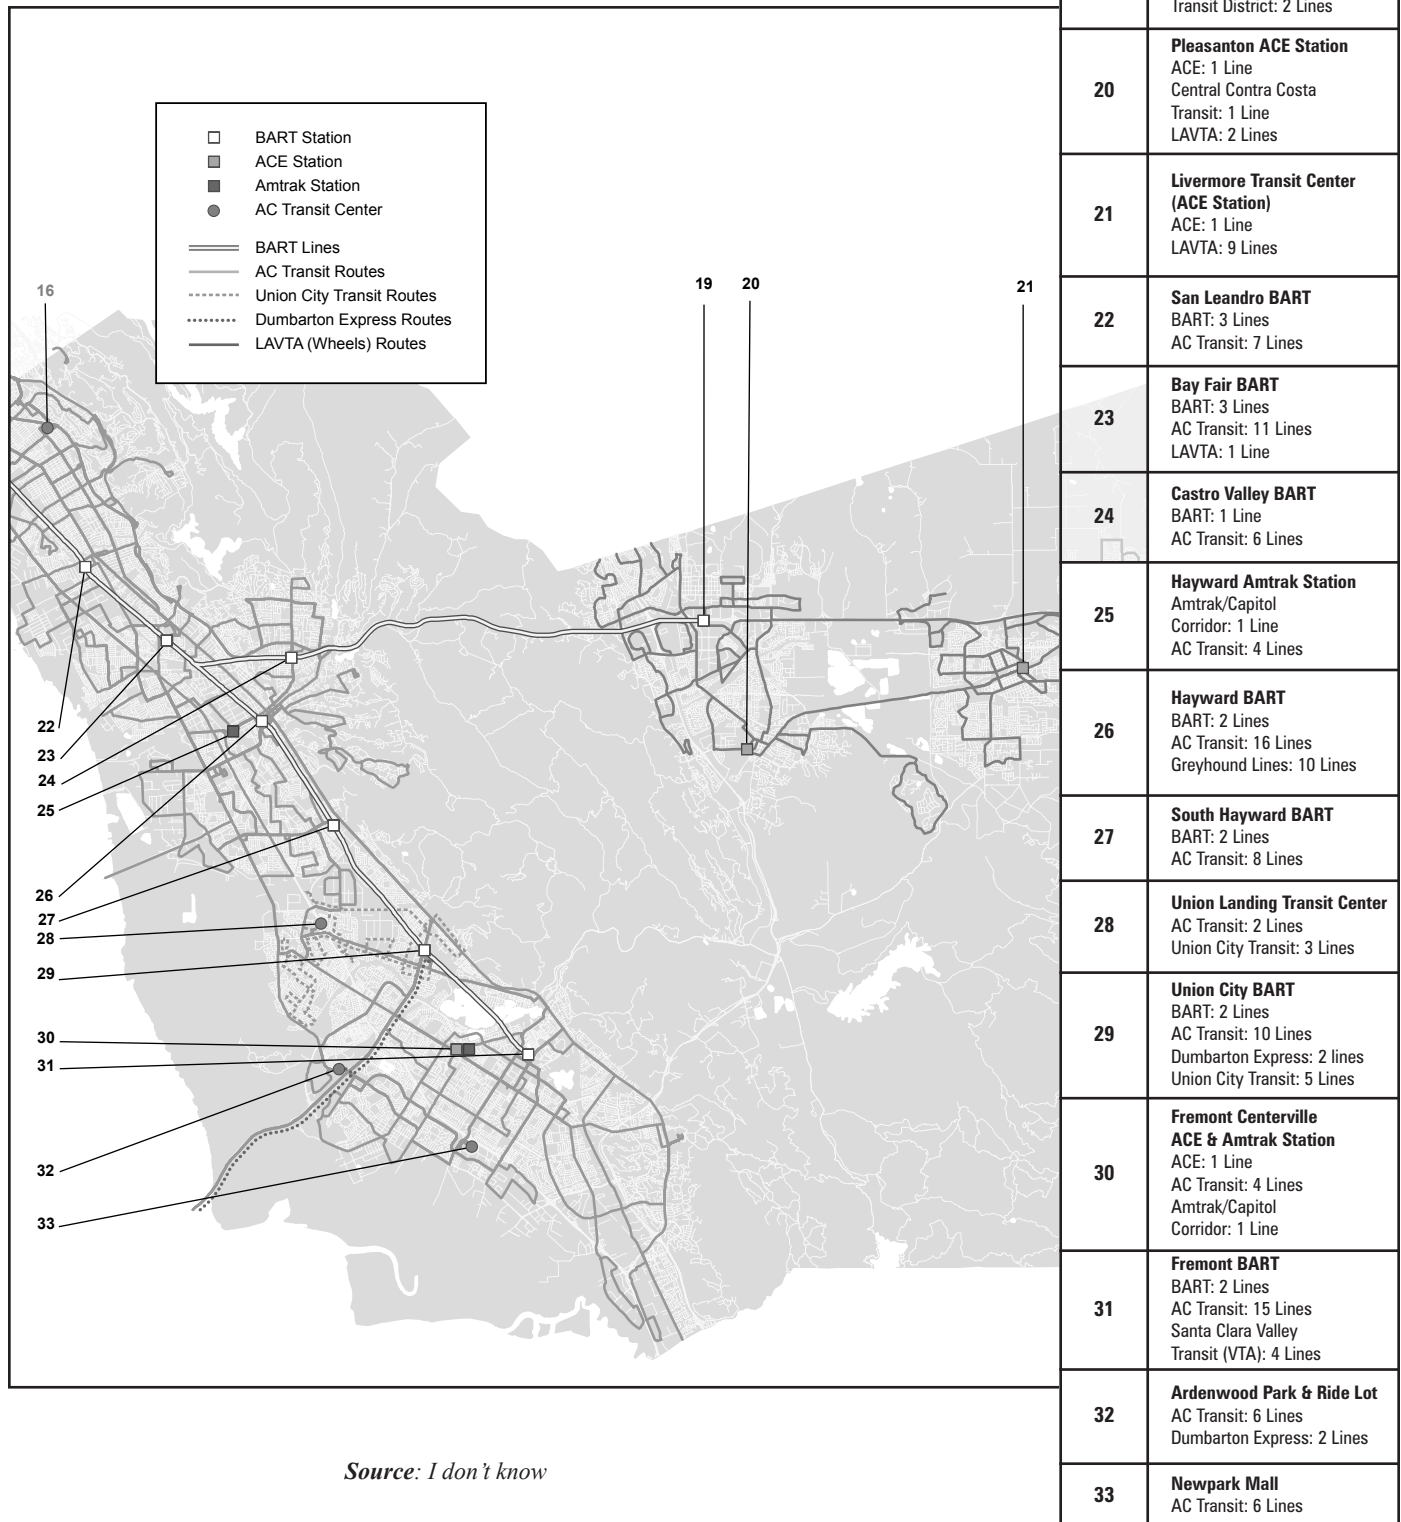 BART Station
ACE Station
Amtrak Station
AC Transit Center
BART Lines
AC Transit Routes
Union City Transit Routes
Dumbarton Express Routes
LAVTA (Wheels) Routes
16
19
20
21
22
23
24
25
26
27
28
29
30
31
32
33
Source: I don't know
Transit District: 2 Lines
20
Pleasanton ACE Station
ACE: 1 Line
Central Contra Costa
Transit: 1 Line
LAVTA: 2 Lines
21
Livermore Transit Center
(ACE Station)
ACE: 1 Line
LAVTA: 9 Lines
22
San Leandro BART
BART: 3 Lines
AC Transit: 7 Lines
23
Bay Fair BART
BART: 3 Lines
AC Transit: 11 Lines
LAVTA: 1 Line
24
Castro Valley BART
BART: 1 Line
AC Transit: 6 Lines
25
Hayward Amtrak Station
Amtrak/Capitol
Corridor: 1 Line
AC Transit: 4 Lines
26
Hayward BART
BART: 2 Lines
AC Transit: 16 Lines
Greyhound Lines: 10 Lines
27
South Hayward BART
BART: 2 Lines
AC Transit: 8 Lines
28
Union Landing Transit Center
AC Transit: 2 Lines
Union City Transit: 3 Lines
29
Union City BART
BART: 2 Lines
AC Transit: 10 Lines
Dumbarton Express: 2 lines
Union City Transit: 5 Lines
30
Fremont Centerville
ACE & Amtrak Station
ACE: 1 Line
AC Transit: 4 Lines
Amtrak/Capitol
Corridor: 1 Line
31
Fremont BART
BART: 2 Lines
AC Transit: 15 Lines
Santa Clara Valley
Transit (VTA): 4 Lines
32
Ardenwood Park & Ride Lot
AC Transit: 6 Lines
Dumbarton Express: 2 Lines
33
Newpark Mall
AC Transit: 6 Lines